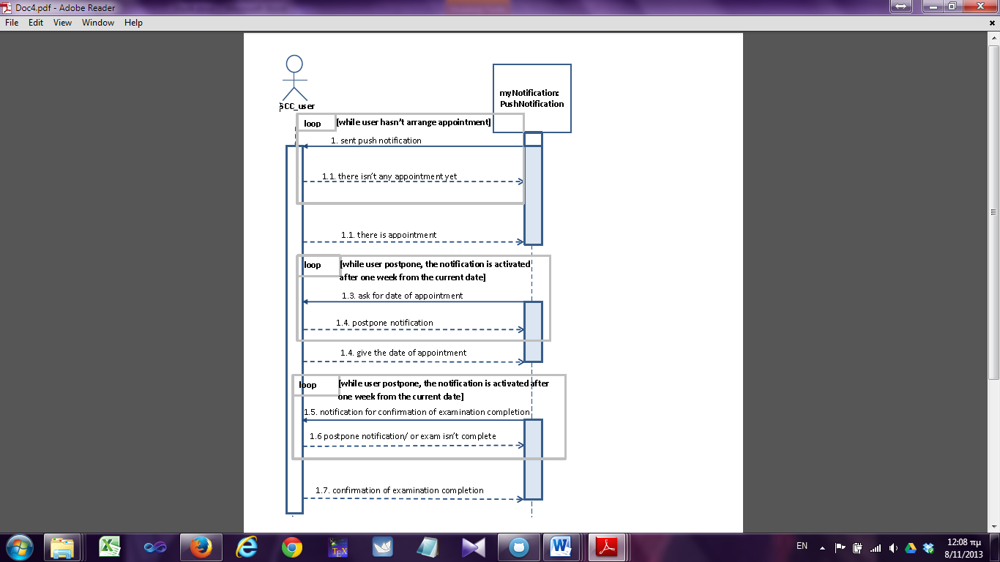 Doc4.pdf - Adobe Reader
File Edit View Window Help
SCC_user
myNotification:
PushNotification
loop [while user hasn't arrange appointment]
1. sent push notification
1.1. there isn't any appointment yet
1.1. there is appointment
loop [while user postpone, the notification is activated
after one week from the current date]
1.3. ask for date of appointment
1.4. postpone notification
1.4. give the date of appointment
loop [while user postpone, the notification is activated after
one week from the current date]
1.5. notification for confirmation of examination completion
1.6 postpone notification/ or exam isn't complete
1.7. confirmation of examination completion
TEX
EN
12:08 πμ
8/11/2013